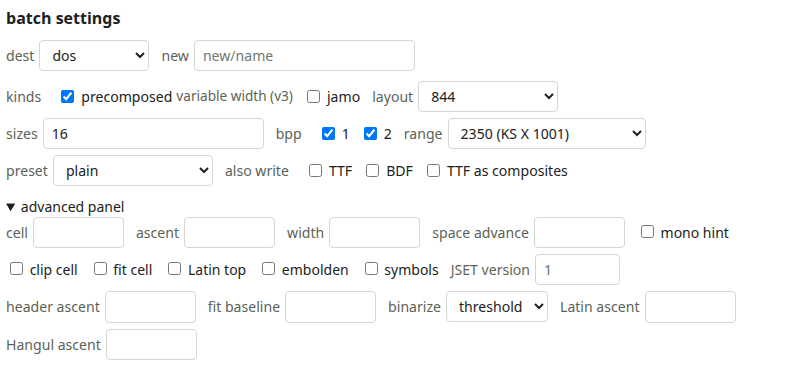 batch settings
dest dos new new/name
kinds precomposed variable width (v3) jamo layout 844
sizes 16 bpp 1 2 range 2350 (KS X 1001)
preset plain also write TTF BDF TTF as composites
▼ advanced panel
cell ascent width space advance mono hint
clip cell fit cell Latin top embolden symbols JSET version 1
header ascent fit baseline binarize threshold Latin ascent
Hangul ascent